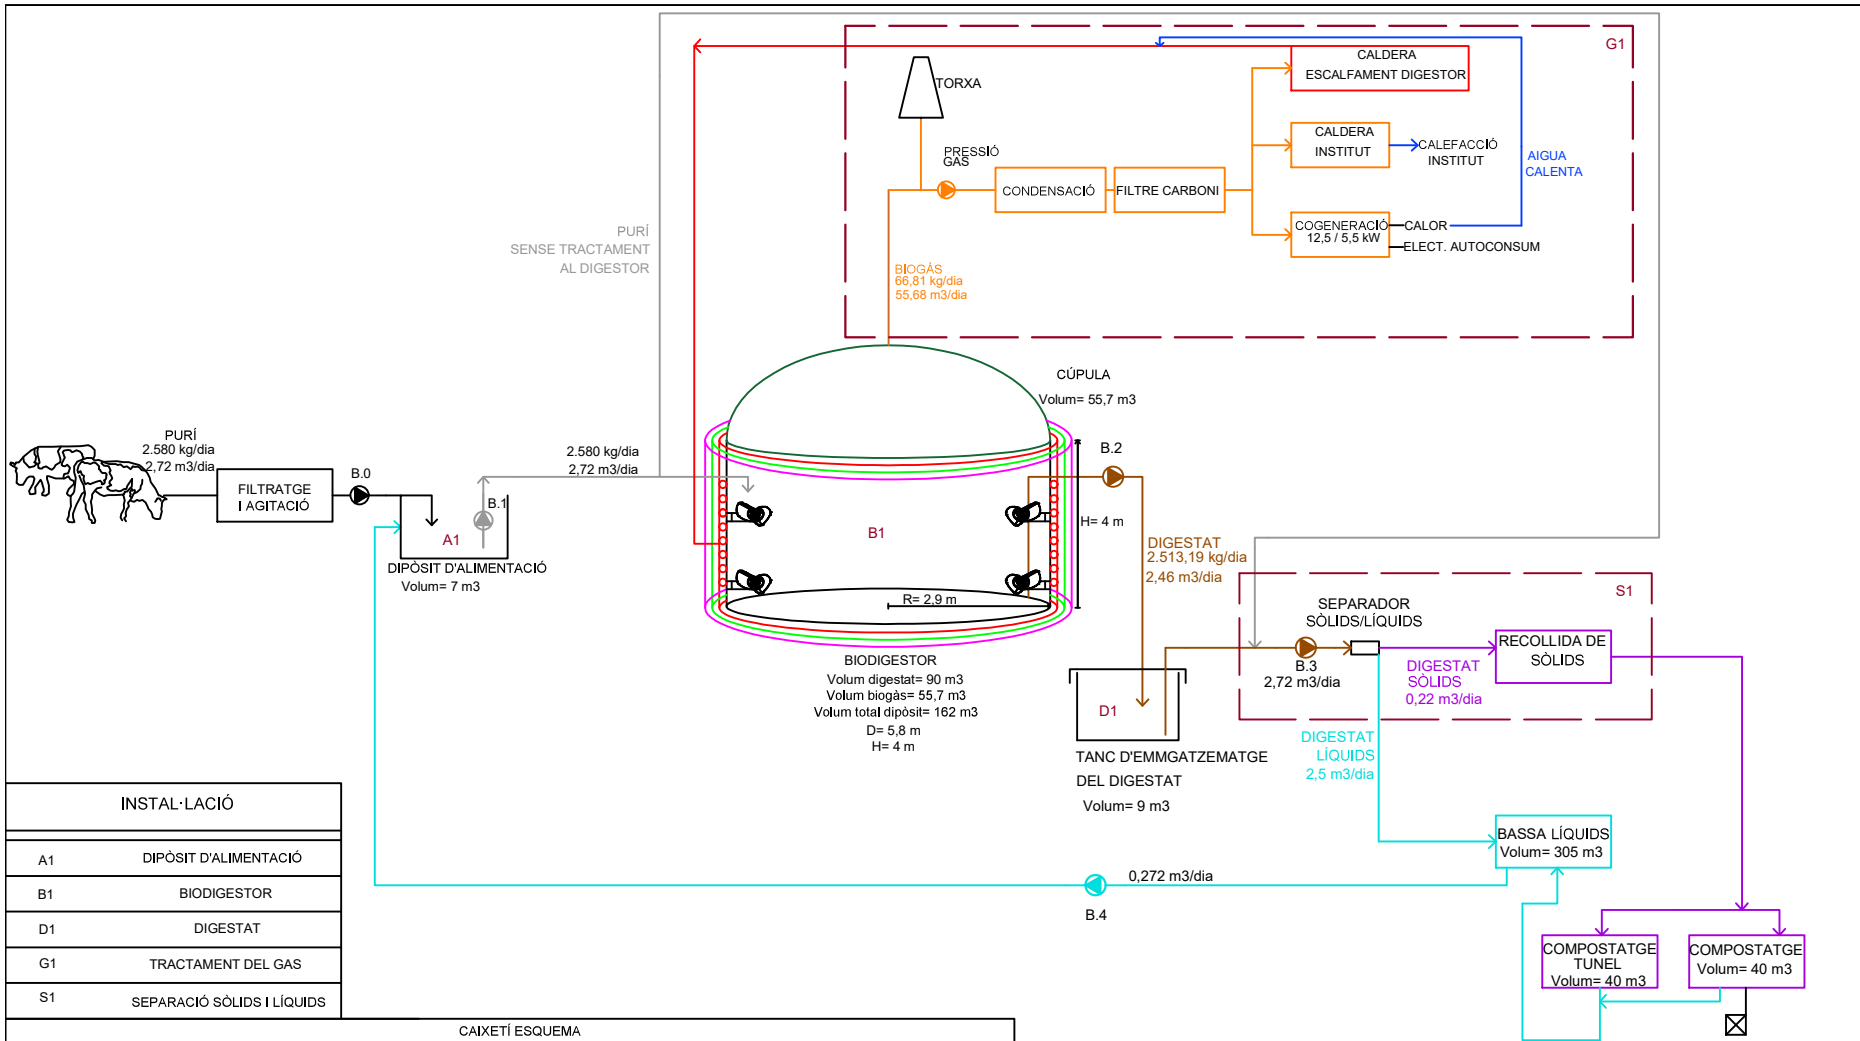 G1
CALDERA
ESCALFAMENT DIGESTOR
TORXA
CALDERA
INSTITUT
CALEFACCIÓ
INSTITUT
AIGUA
CALENTA
PRESSIÓ
GAS
CONDENSACIÓ
FILTRE CARBONI
COGENERACIÓ
12,5 / 5,5 kW
CALOR
ELECT. AUTOCONSUM
PURÍ
SENSE TRACTAMENT
AL DIGESTOR
BIOGÀS
66,81 kg/dia
55,68 m3/dia
CÚPULA
Volum= 55,7 m3
PURÍ
2.580 kg/dia
2,72 m3/dia
FILTRATGE
I AGITACIÓ
B.0
B.1
A1
DIPÒSIT D'ALIMENTACIÓ
Volum= 7 m3
2.580 kg/dia
2,72 m3/dia
B1
H= 4 m
R= 2,9 m
B.2
DIGESTAT
2.513,19 kg/dia
2,46 m3/dia
BIODIGESTOR
Volum digestat= 90 m3
Volum biogàs= 55,7 m3
Volum total dipòsit= 162 m3
D= 5,8 m
H= 4 m
S1
SEPARADOR
SÒLIDS/LÍQUIDS
B.3
2,72 m3/dia
DIGESTAT
SÒLIDS
0,22 m3/dia
RECOLLIDA DE
SÒLIDS
D1
TANC D'EMMGATZEMATGE
DEL DIGESTAT
Volum= 9 m3
DIGESTAT
LÍQUIDS
2,5 m3/dia
BASSA LÍQUIDS
Volum= 305 m3
0,272 m3/dia
B.4
COMPOSTATGE
TUNEL
Volum= 40 m3
COMPOSTATGE
Volum= 40 m3
INSTAL·LACIÓ
A1 DIPÒSIT D'ALIMENTACIÓ
B1 BIODIGESTOR
D1 DIGESTAT
G1 TRACTAMENT DEL GAS
S1 SEPARACIÓ SÒLIDS I LÍQUIDS
CAIXETÍ ESQUEMA